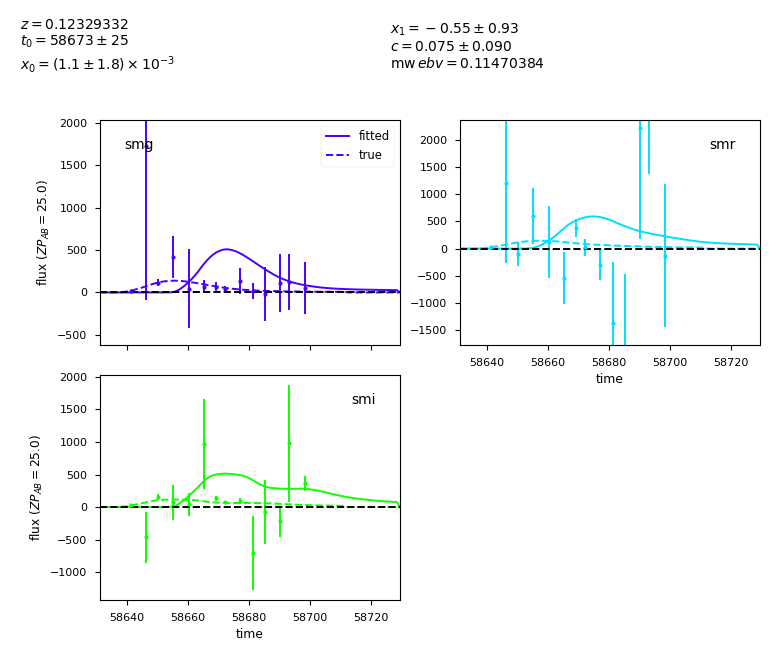 z = 0.12329332
t₀ = 58673 ± 25
x₀ = (1.1 ± 1.8) × 10⁻³
x₁ = −0.55 ± 0.93
c = 0.075 ± 0.090
mw ebv = 0.11470384
smg
fitted
true
2000
1500
1000
500
0
−500
flux (ZP_AB = 25.0)
smr
2000
1500
1000
500
0
−500
−1000
−1500
58640 58660 58680 58700 58720
time
smi
2000
1500
1000
500
0
−500
−1000
flux (ZP_AB = 25.0)
58640 58660 58680 58700 58720
time